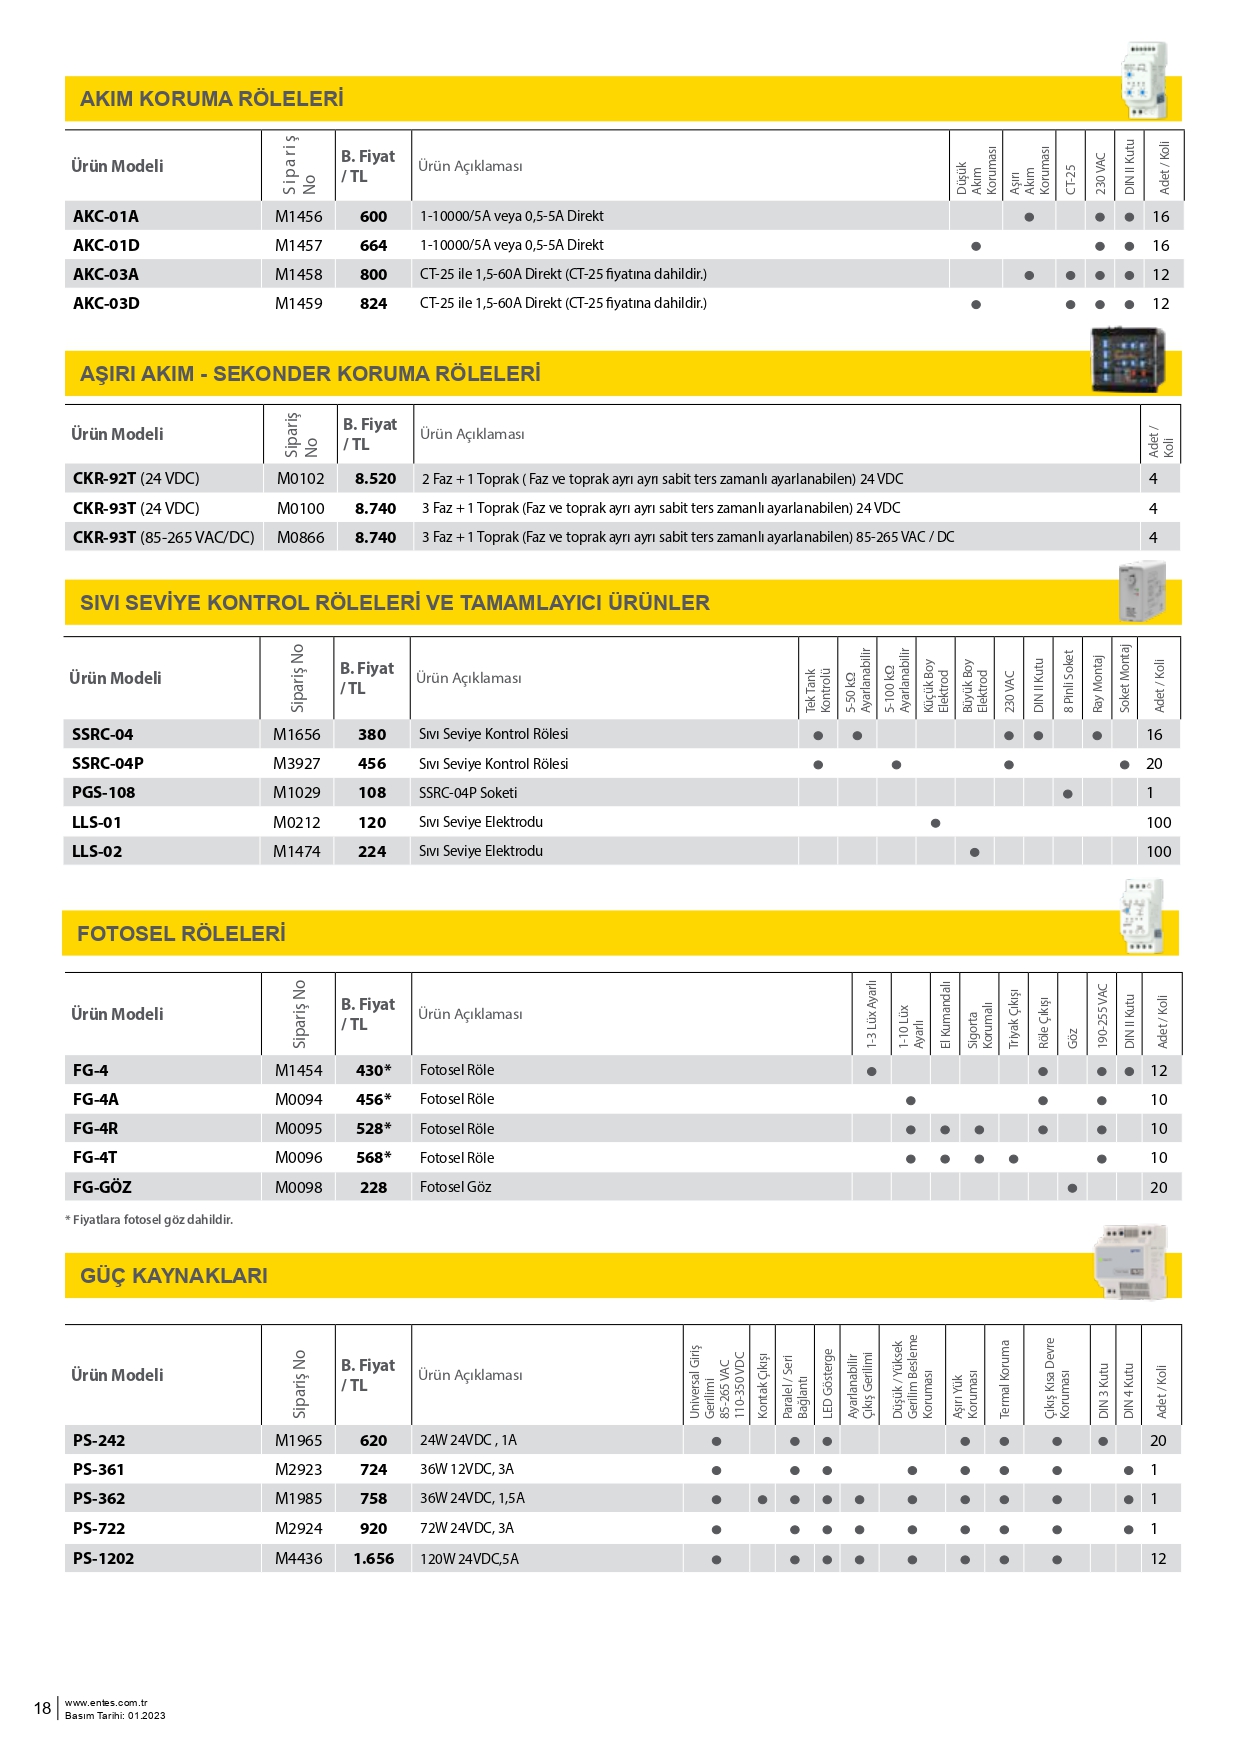 AKIM KORUMA RÖLELERİ
Ürün Modeli Sipariş No B. Fiyat / TL Ürün Açıklaması Düşük Akım Koruması Aşırı Akım Koruması CT-25 230 VAC DIN II Kutu Adet / Koli
AKC-01A M1456 600 1-10000/5A veya 0,5-5A Direkt ● ● ● 16
AKC-01D M1457 664 1-10000/5A veya 0,5-5A Direkt ● ● ● 16
AKC-03A M1458 800 CT-25 ile 1,5-60A Direkt (CT-25 fiyatına dahildir.) ● ● ● ● 12
AKC-03D M1459 824 CT-25 ile 1,5-60A Direkt (CT-25 fiyatına dahildir.) ● ● ● ● 12
AŞIRI AKIM - SEKONDER KORUMA RÖLELERİ
Ürün Modeli Sipariş No B. Fiyat / TL Ürün Açıklaması Adet / Koli
CKR-92T (24 VDC) M0102 8.520 2 Faz + 1 Toprak ( Faz ve toprak ayrı ayrı sabit ters zamanlı ayarlanabilen) 24 VDC 4
CKR-93T (24 VDC) M0100 8.740 3 Faz + 1 Toprak (Faz ve toprak ayrı ayrı sabit ters zamanlı ayarlanabilen) 24 VDC 4
CKR-93T (85-265 VAC/DC) M0866 8.740 3 Faz + 1 Toprak (Faz ve toprak ayrı ayrı sabit ters zamanlı ayarlanabilen) 85-265 VAC / DC 4
SIVI SEVİYE KONTROL RÖLELERİ VE TAMAMLAYICI ÜRÜNLER
Ürün Modeli Sipariş No B. Fiyat / TL Ürün Açıklaması Tek Tank Kontrolü 5-50 kΩ Ayarlanabilir 5-100 kΩ Ayarlanabilir Küçük Boy Elektrod Büyük Boy Elektrod 230 VAC DIN II Kutu 8 Pinli Soket Ray Montaj Soket Montaj Adet / Koli
SSRC-04 M1656 380 Sıvı Seviye Kontrol Rölesi ● ● ● ● ● 16
SSRC-04P M3927 456 Sıvı Seviye Kontrol Rölesi ● ● ● ● 20
PGS-108 M1029 108 SSRC-04P Soketi ● 1
LLS-01 M0212 120 Sıvı Seviye Elektrodu ● 100
LLS-02 M1474 224 Sıvı Seviye Elektrodu ● 100
FOTOSEL RÖLELERİ
Ürün Modeli Sipariş No B. Fiyat / TL Ürün Açıklaması 1-3 Lüx Ayarlı 1-10 Lüx Ayarlı El Kumandalı Sigorta Korumalı Triyak Çıkışı Röle Çıkışı Göz 190-255 VAC DIN II Kutu Adet / Koli
FG-4 M1454 430* Fotosel Röle ● ● ● ● 12
FG-4A M0094 456* Fotosel Röle ● ● ● 10
FG-4R M0095 528* Fotosel Röle ● ● ● ● ● 10
FG-4T M0096 568* Fotosel Röle ● ● ● ● ● 10
FG-GÖZ M0098 228 Fotosel Göz ● 20
* Fiyatlara fotosel göz dahildir.
GÜÇ KAYNAKLARI
Ürün Modeli Sipariş No B. Fiyat / TL Ürün Açıklaması Universal Giriş Gerilimi 85-265 VAC 110-350 VDC Kontak Çıkışı Paralel / Seri Bağlantı LED Gösterge Ayarlanabilir Çıkış Gerilimi Düşük / Yüksek Gerilim Besleme Koruması Aşırı Yük Koruması Termal Koruma Çıkış Kısa Devre Koruması DIN 3 Kutu DIN 4 Kutu Adet / Koli
PS-242 M1965 620 24W 24VDC , 1A ● ● ● ● ● ● ● 20
PS-361 M2923 724 36W 12VDC, 3A ● ● ● ● ● ● ● ● 1
PS-362 M1985 758 36W 24VDC, 1,5A ● ● ● ● ● ● ● ● ● ● 1
PS-722 M2924 920 72W 24VDC, 3A ● ● ● ● ● ● ● ● ● 1
PS-1202 M4436 1.656 120W 24VDC,5A ● ● ● ● ● ● ● ● 12
18
www.entes.com.tr
Basım Tarihi: 01.2023